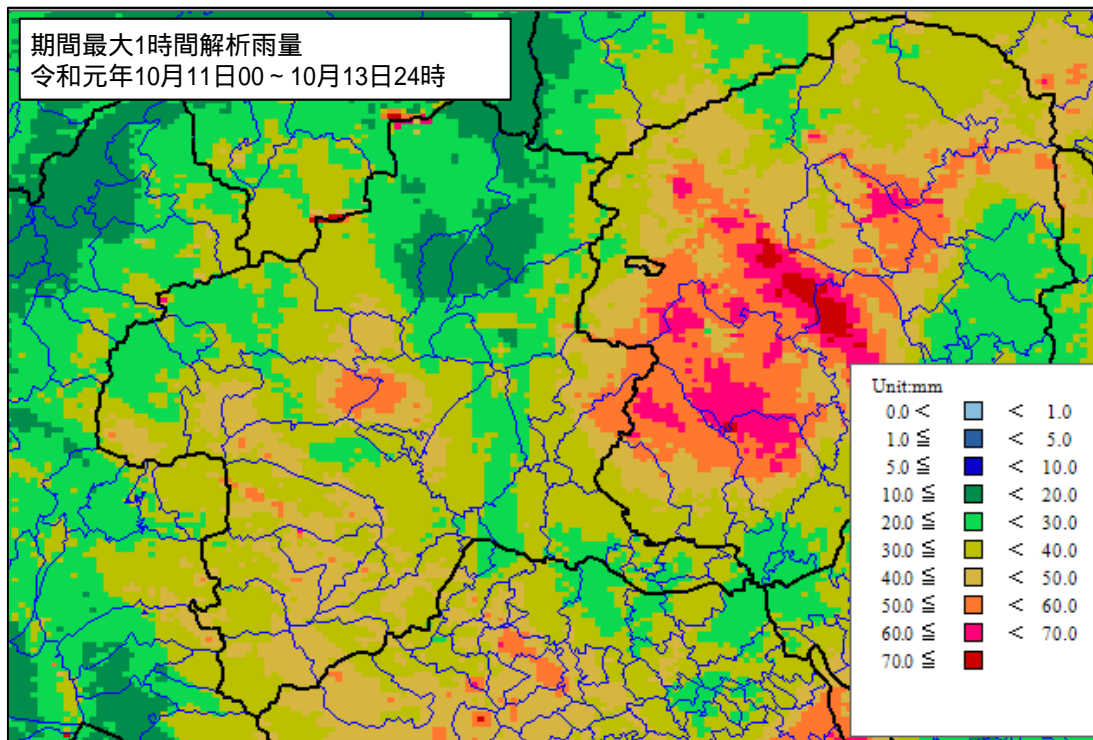 期間最大1時間解析雨量
令和元年10月11日00～10月13日24時
Unit:mm
0.0 < < 1.0
1.0 ≦ < 5.0
5.0 ≦ < 10.0
10.0 ≦ < 20.0
20.0 ≦ < 30.0
30.0 ≦ < 40.0
40.0 ≦ < 50.0
50.0 ≦ < 60.0
60.0 ≦ < 70.0
70.0 ≦